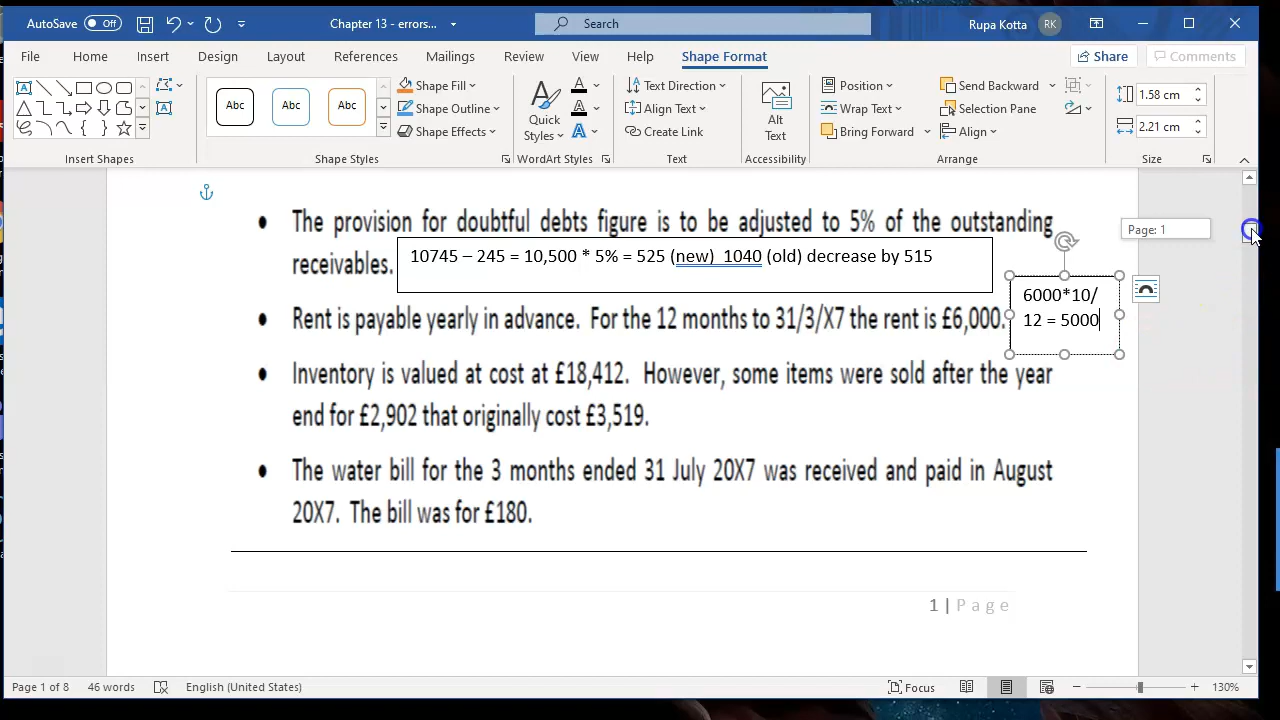 AutoSave Off Chapter 13 - errors... Search Rupa Kotta RK
File Home Insert Design Layout References Mailings Review View Help Shape Format Share Comments
Abc Abc Abc
Shape Fill
Shape Outline
Shape Effects
Quick Styles
Text Direction
Align Text
Create Link
Alt Text
Position
Wrap Text
Bring Forward
Send Backward
Selection Pane
Align
1.58 cm
2.21 cm
Insert Shapes Shape Styles WordArt Styles Text Accessibility Arrange Size
Page: 1
• The provision for doubtful debts figure is to be adjusted to 5% of the outstanding
receivables.
10745 – 245 = 10,500 * 5% = 525 (new) 1040 (old) decrease by 515
• Rent is payable yearly in advance. For the 12 months to 31/3/X7 the rent is £6,000.
6000*10/
12 = 5000
• Inventory is valued at cost at £18,412. However, some items were sold after the year
end for £2,902 that originally cost £3,519.
• The water bill for the 3 months ended 31 July 20X7 was received and paid in August
20X7. The bill was for £180.
1 | Page
Page 1 of 8 46 words English (United States) Focus 130%